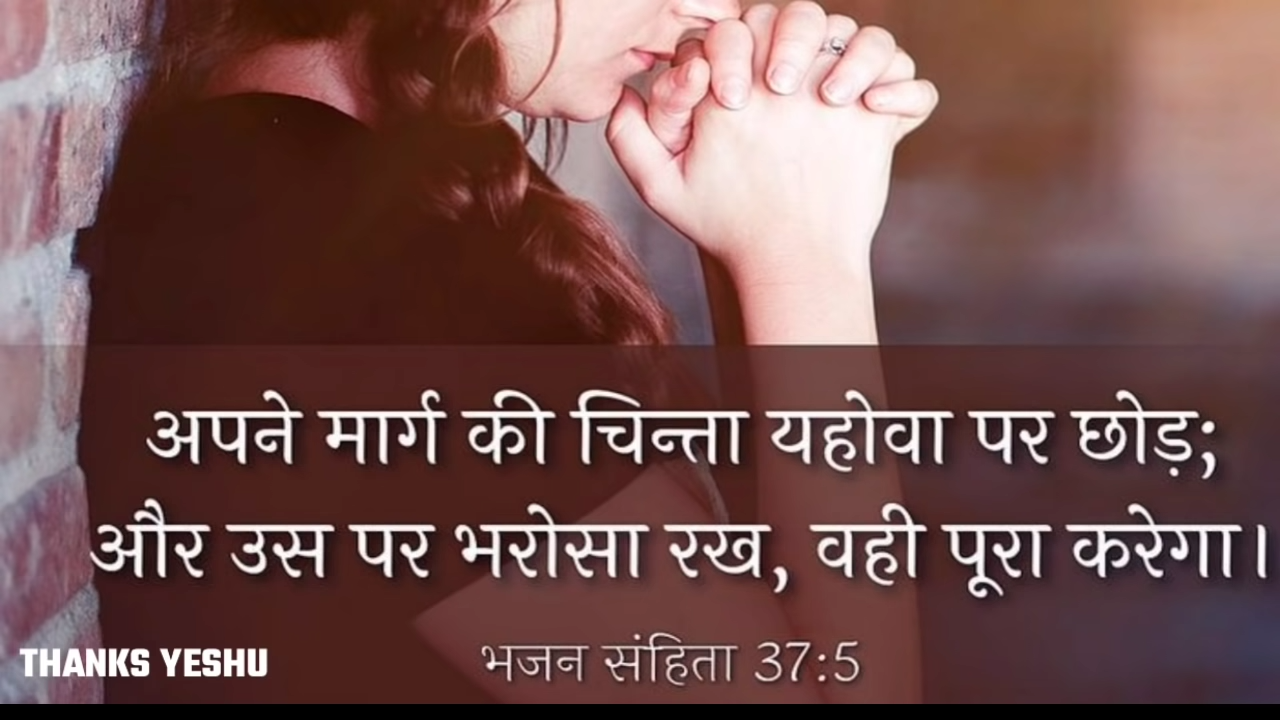 अपने मार्ग की चिन्ता यहोवा पर छोड़;
और उस पर भरोसा रख, वही पूरा करेगा।
भजन संहिता 37:5
THANKS YESHU